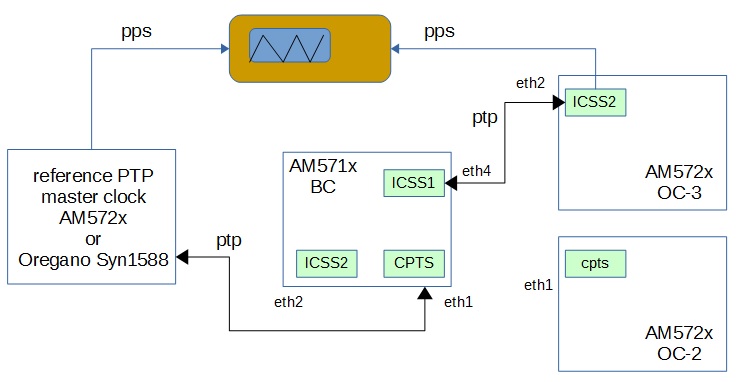 pps
pps
eth2
ICSS2
ptp
AM572x
OC-3
reference PTP
master clock
AM572x
or
Oregano Syn1588
AM571x
BC
ICSS1
eth4
ptp
ICSS2
CPTS
eth2
eth1
cpts
eth1
AM572x
OC-2